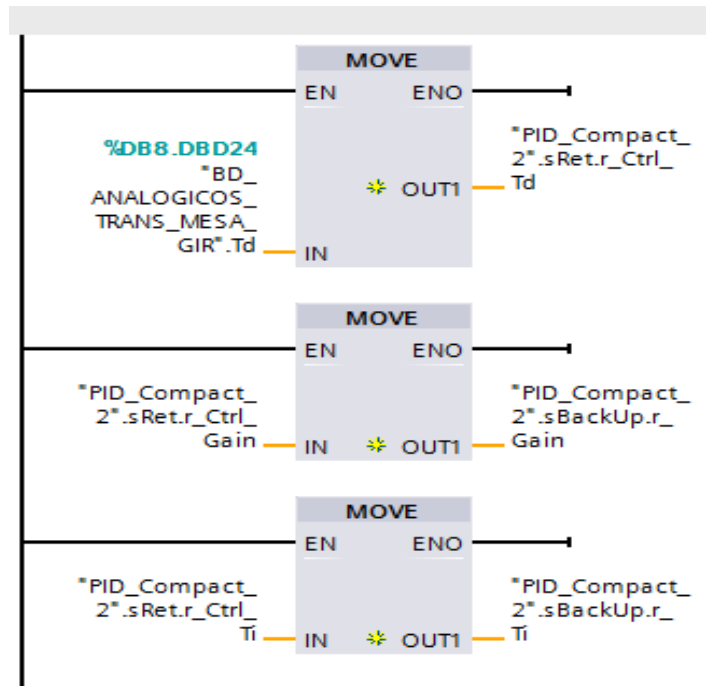 MOVE
EN ENO
%DB8.DBD24
"BD_
ANALOGICOS_
TRANS_MESA_
GIR".Td
IN
OUT1
"PID_Compact_
2".sRet.r_Ctrl_
Td
MOVE
EN ENO
"PID_Compact_
2".sRet.r_Ctrl_
Gain
IN OUT1
"PID_Compact_
2".sBackUp.r_
Gain
MOVE
EN ENO
"PID_Compact_
2".sRet.r_Ctrl_
Ti
IN OUT1
"PID_Compact_
2".sBackUp.r_
Ti